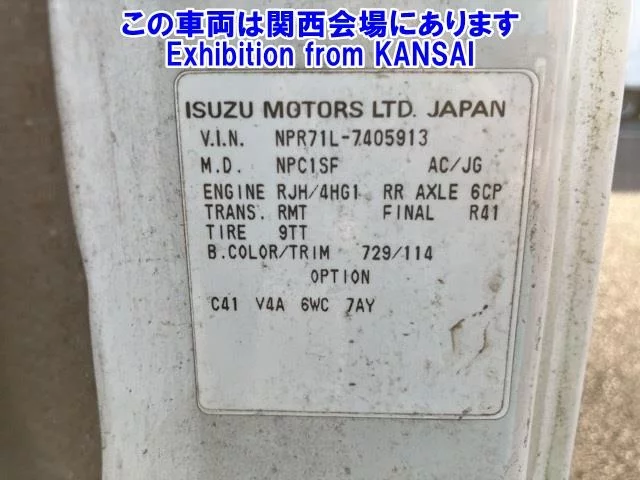 この車両は関西会場にあります
Exhibition from KANSAI
ISUZU MOTORS LTD. JAPAN
V.I.N. NPR71L-7405913
M.D. NPC1SF AC/JG
ENGINE RJH/4HG1 RR AXLE 6CP
TRANS. RMT FINAL R41
TIRE 9TT
B.COLOR/TRIM 729/114
OPTION
C41 V4A 6WC 7AY